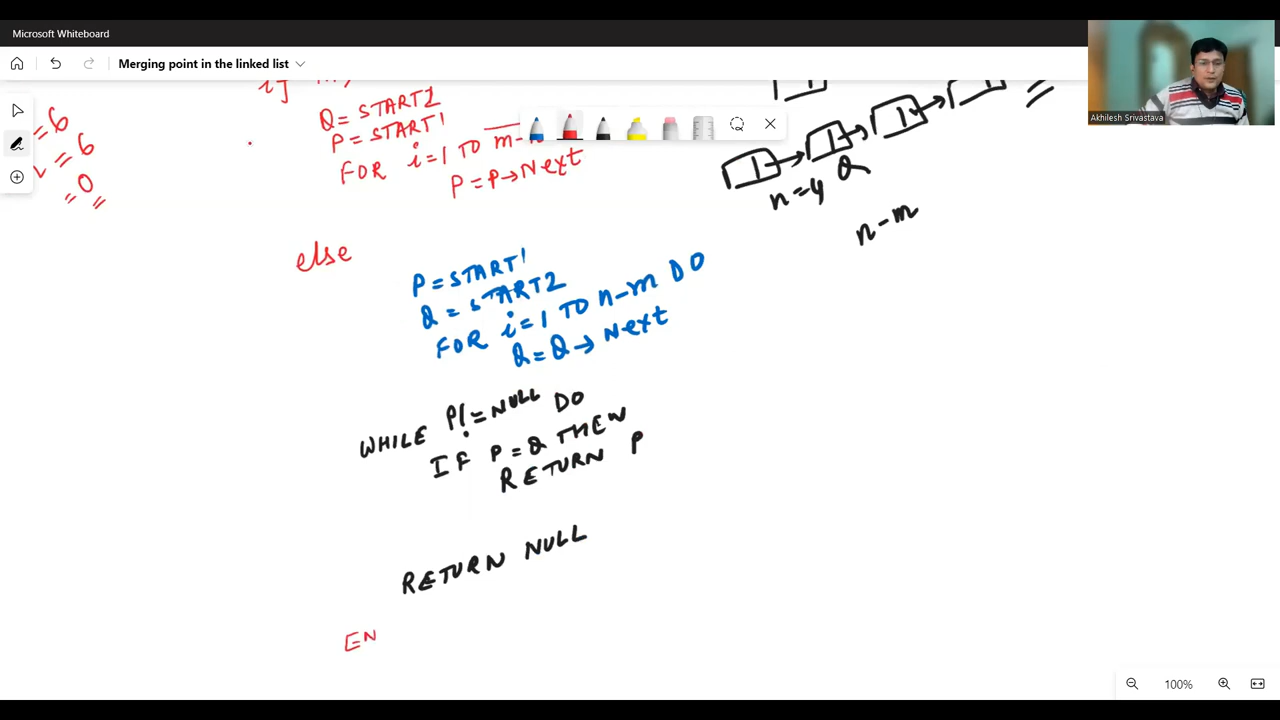 Microsoft Whiteboard
Merging point in the linked list
Akhilesh Srivastava
= 6
= 6
= 0
Q = START2
P = START1
FOR i=1 TO m-
P = P→Next
n=4 Q
n-m
else
P = START1
Q = START2
FOR i=1 TO n-m DO
Q = Q → Next
WHILE P!= NULL DO
IF P = Q THEN
RETURN P
RETURN NULL
EN
100%